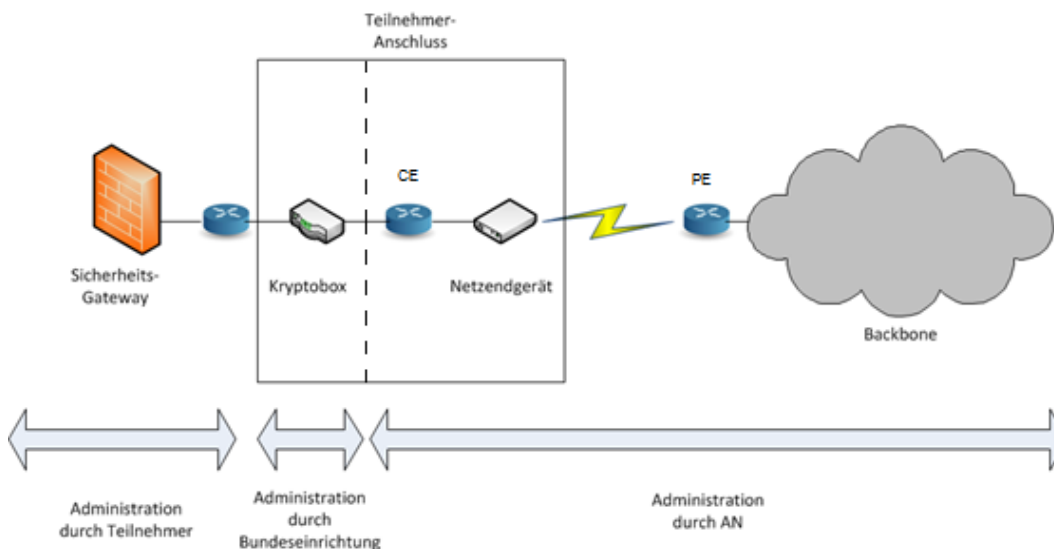 Teilnehmer-
Anschluss
CE
PE
Sicherheits-
Gateway
Kryptobox
Netzendgerät
Backbone
Administration
durch Teilnehmer
Administration
durch
Bundeseinrichtung
Administration
durch AN